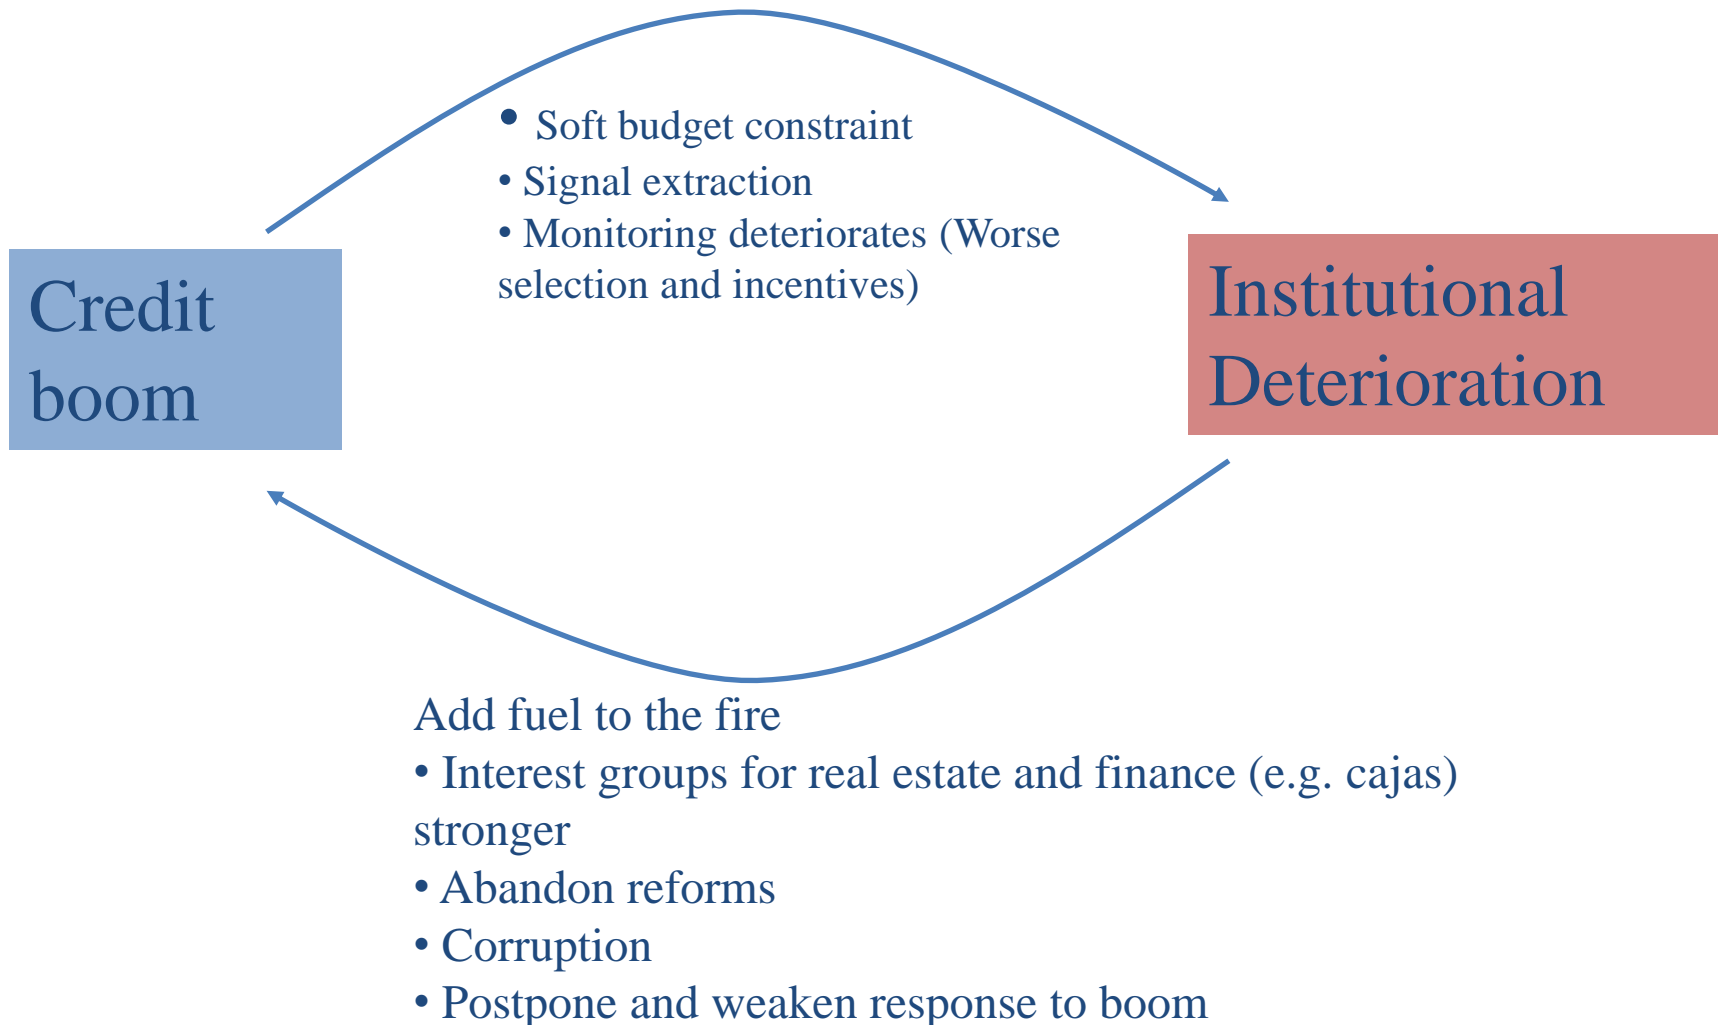 • Soft budget constraint
• Signal extraction
• Monitoring deteriorates (Worse
selection and incentives)
Credit
boom
Institutional
Deterioration
Add fuel to the fire
• Interest groups for real estate and finance (e.g. cajas)
stronger
• Abandon reforms
• Corruption
• Postpone and weaken response to boom